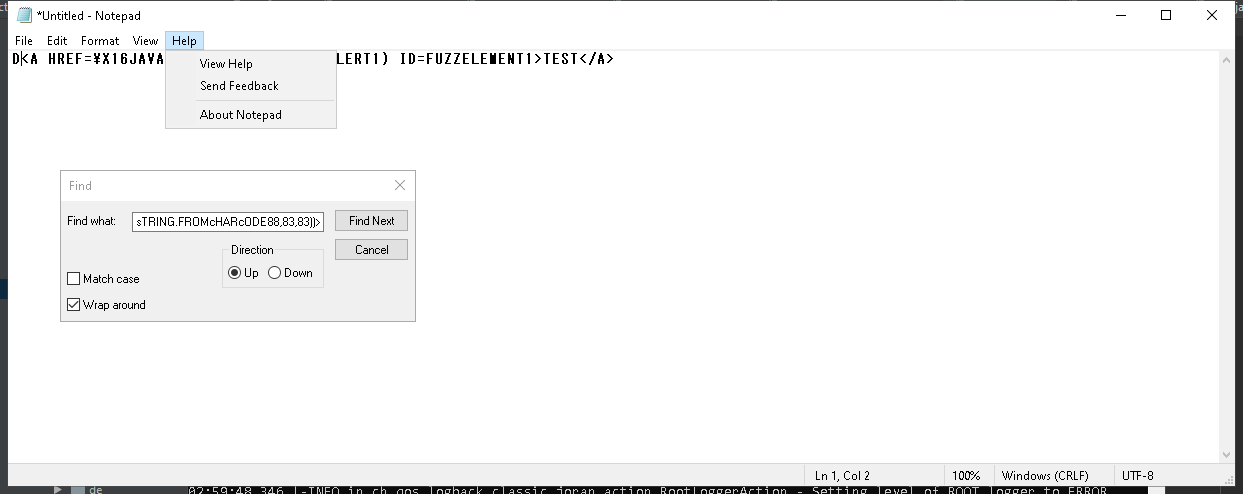 *Untitled - Notepad
File Edit Format View Help
D<A HREF=¥X16JAVA LERT1) ID=FUZZELEMENT1>TEST</A>
View Help
Send Feedback
About Notepad
Find
Find what: sTRING.FROMcHARcODE88,83,83))> Find Next
Direction Cancel
Up Down
Match case
Wrap around
Ln 1, Col 2 100% Windows (CRLF) UTF-8
de 02:59:48,346 |-INFO in ch.qos.logback.classic.joran.action.RootLoggerAction - Setting level of ROOT logger to ERROR